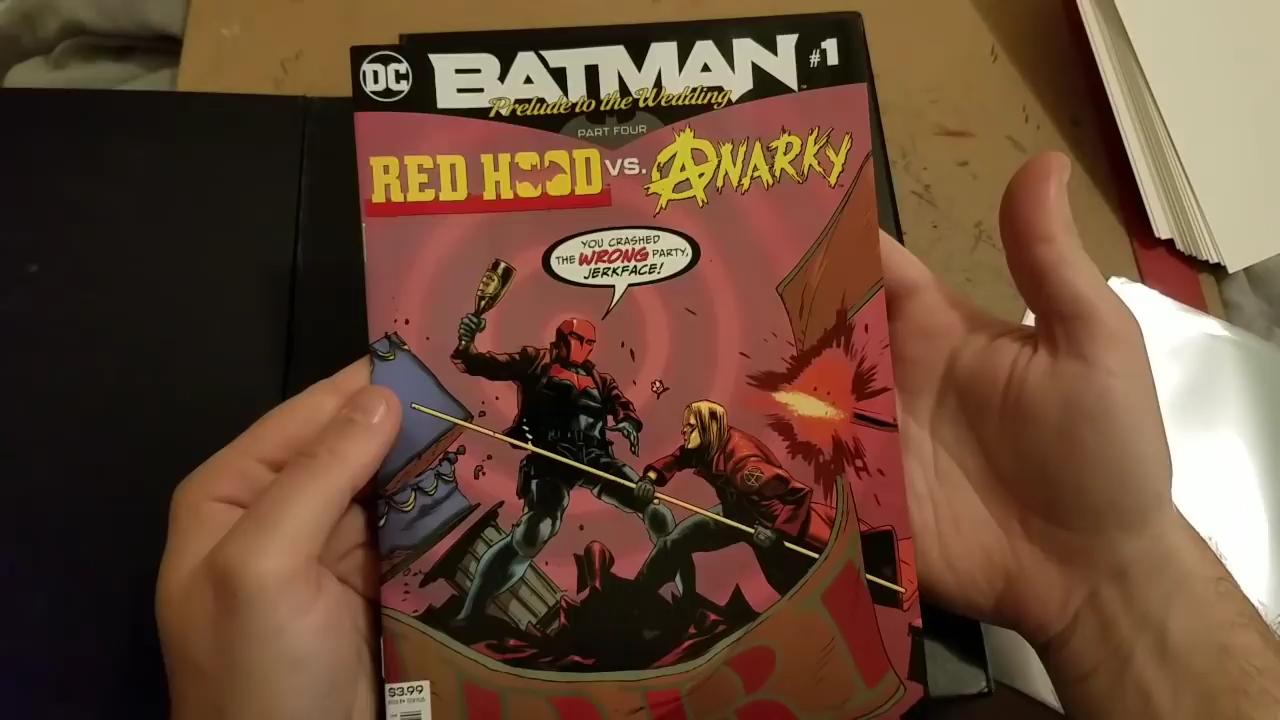 DC
BATMAN #1
Prelude to the Wedding
PART FOUR
RED HOOD VS. ANARKY
YOU CRASHED
THE WRONG PARTY,
JERKFACE!
$3.99